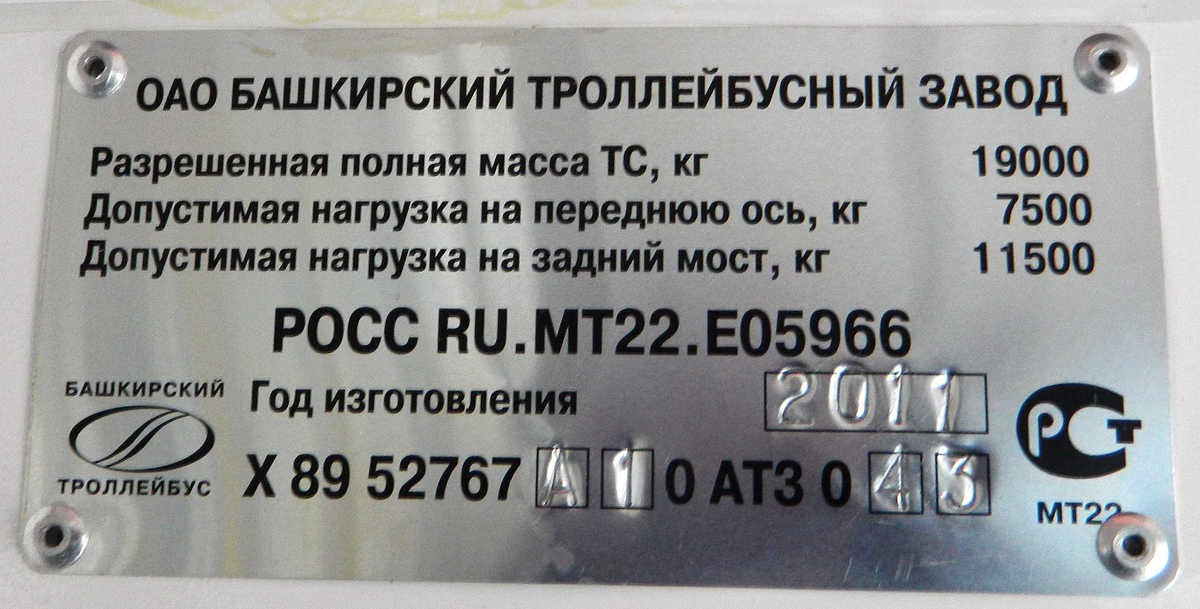 ОАО БАШКИРСКИЙ ТРОЛЛЕЙБУСНЫЙ ЗАВОД
Разрешенная полная масса ТС, кг 19000
Допустимая нагрузка на переднюю ось, кг 7500
Допустимая нагрузка на задний мост, кг 11500
РОСС RU.МТ22.Е05966
БАШКИРСКИЙ
ТРОЛЛЕЙБУС
Год изготовления 2011
Х 89 52767 А 1 0 АТЗ 0 4 3
РСТ
МТ22